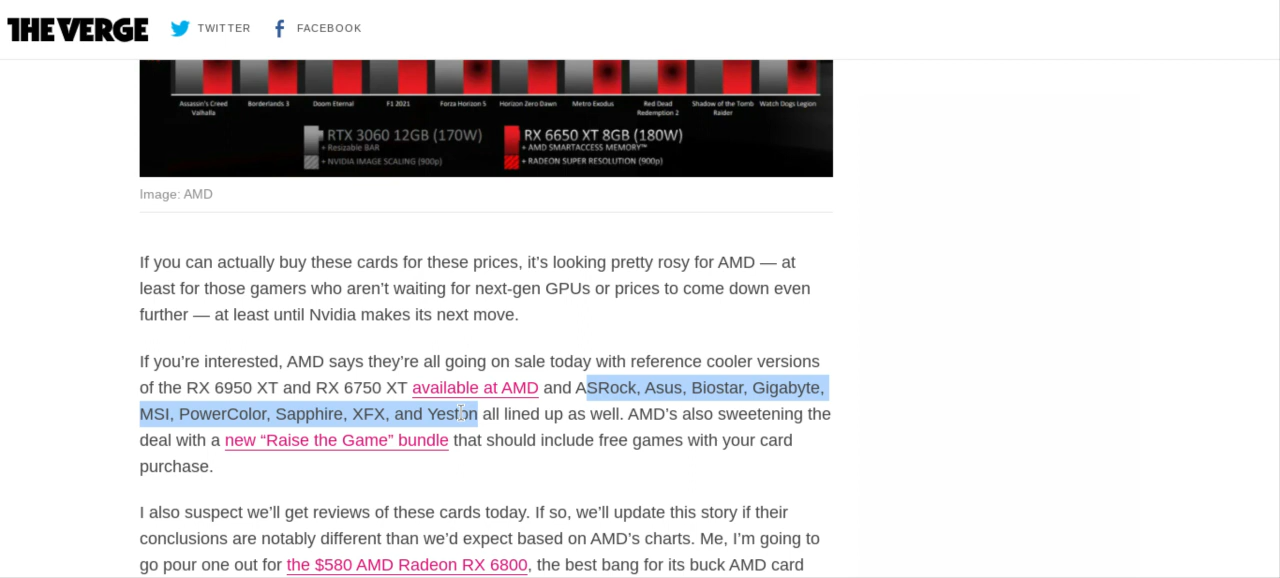 THE VERGE TWITTER FACEBOOK
Assassin's Creed Valhalla Borderlands 3 Doom Eternal F1 2021 Forza Horizon 5 Horizon Zero Dawn Metro Exodus Red Dead Redemption 2 Shadow of the Tomb Raider Watch Dogs Legion
RTX 3060 12GB (170W) RX 6650 XT 8GB (180W)
+ Resizable BAR + AMD SMARTACCESS MEMORY™
+ NVIDIA IMAGE SCALING (900p) + RADEON SUPER RESOLUTION (900p)
Image: AMD
If you can actually buy these cards for these prices, it’s looking pretty rosy for AMD — at
least for those gamers who aren’t waiting for next-gen GPUs or prices to come down even
further — at least until Nvidia makes its next move.
If you’re interested, AMD says they’re all going on sale today with reference cooler versions
of the RX 6950 XT and RX 6750 XT available at AMD and ASRock, Asus, Biostar, Gigabyte,
MSI, PowerColor, Sapphire, XFX, and Yeston all lined up as well. AMD’s also sweetening the
deal with a new “Raise the Game” bundle that should include free games with your card
purchase.
I also suspect we’ll get reviews of these cards today. If so, we’ll update this story if their
conclusions are notably different than we’d expect based on AMD’s charts. Me, I’m going to
go pour one out for the $580 AMD Radeon RX 6800, the best bang for its buck AMD card